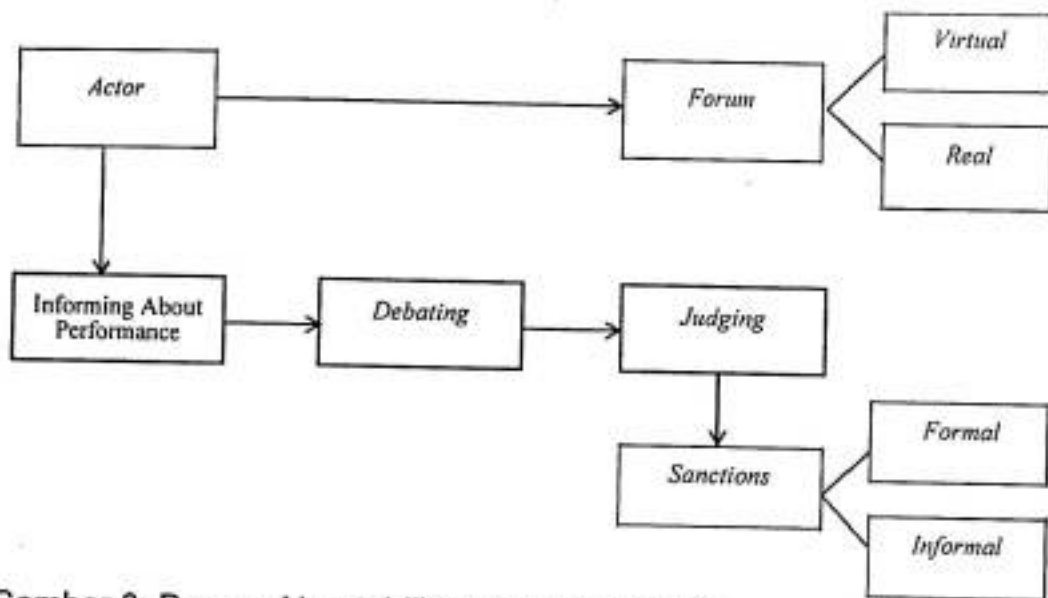 Actor
Forum
Virtual
Real
Informing About
Performance
Debating
Judging
Sanctions
Formal
Informal